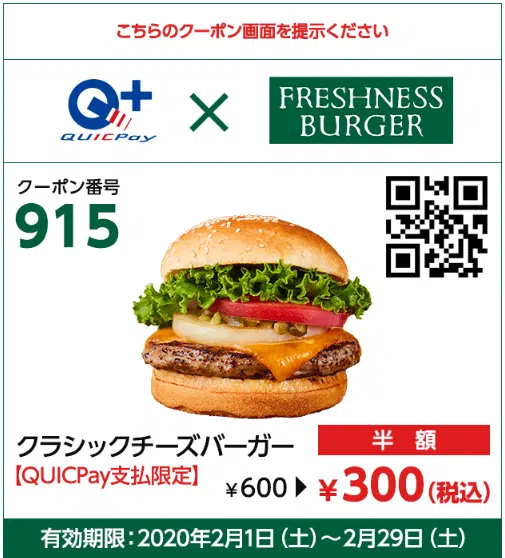 こちらのクーポン画面を提示ください
Q+
QUICPay
×
FRESHNESS
BURGER
クーポン番号
915
クラシックチーズバーガー
半 額
【QUICPay支払限定】
¥600▶¥300(税込)
有効期限：2020年2月1日（土）～2月29日（土）